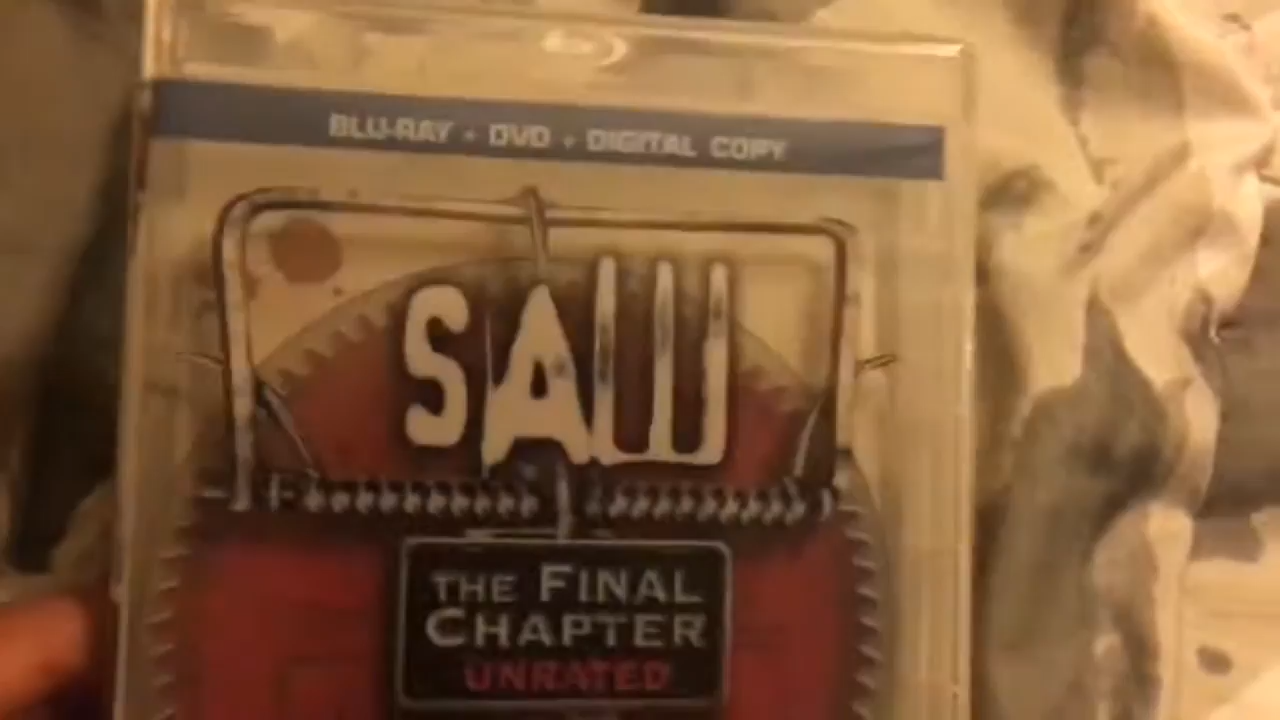 BLU-RAY + DVD + DIGITAL COPY
SAW
THE FINAL
CHAPTER
UNRATED